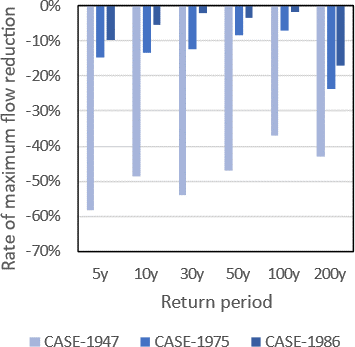 Rate of maximum flow reduction
0%
-10%
-20%
-30%
-40%
-50%
-60%
-70%
5y 10y 30y 50y 100y 200y
Return period
CASE-1947 CASE-1975 CASE-1986